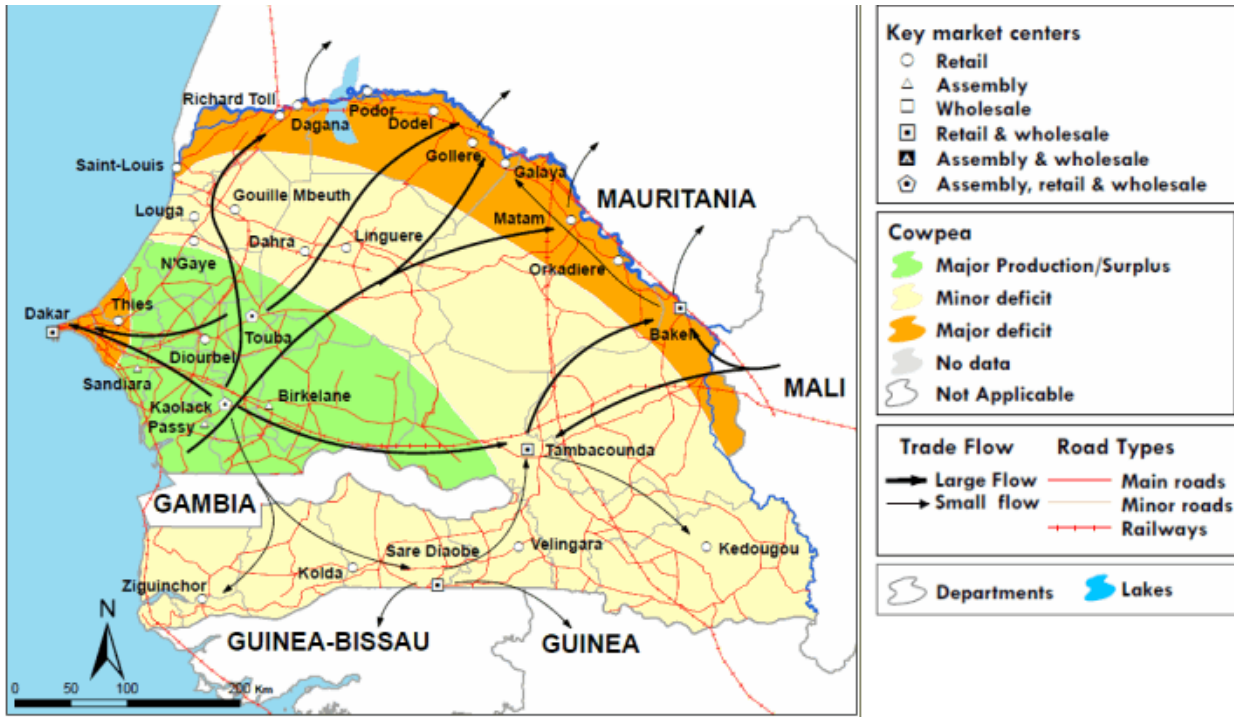 Richard Toll
Podor
Dagana
Dodel
Gollere
Saint-Louis
Galaya
Gouille Mbeuth
MAURITANIA
Louga
Matam
Dahra
Linguere
N'Gaye
Orkadiere
Thies
Dakar
Touba
Bakel
Diourbel
Sandiara
Birkelane
MALI
Kaolack
Passy
Tambacounda
GAMBIA
Sare Diaobe
Velingara
Kedougou
Kolda
Ziguinchor
N
GUINEA-BISSAU
GUINEA
0 50 100 200 Km
Key market centers
Retail
Assembly
Wholesale
Retail & wholesale
Assembly & wholesale
Assembly, retail & wholesale
Cowpea
Major Production/Surplus
Minor deficit
Major deficit
No data
Not Applicable
Trade Flow Road Types
Large Flow Main roads
Small flow Minor roads
Railways
Departments Lakes